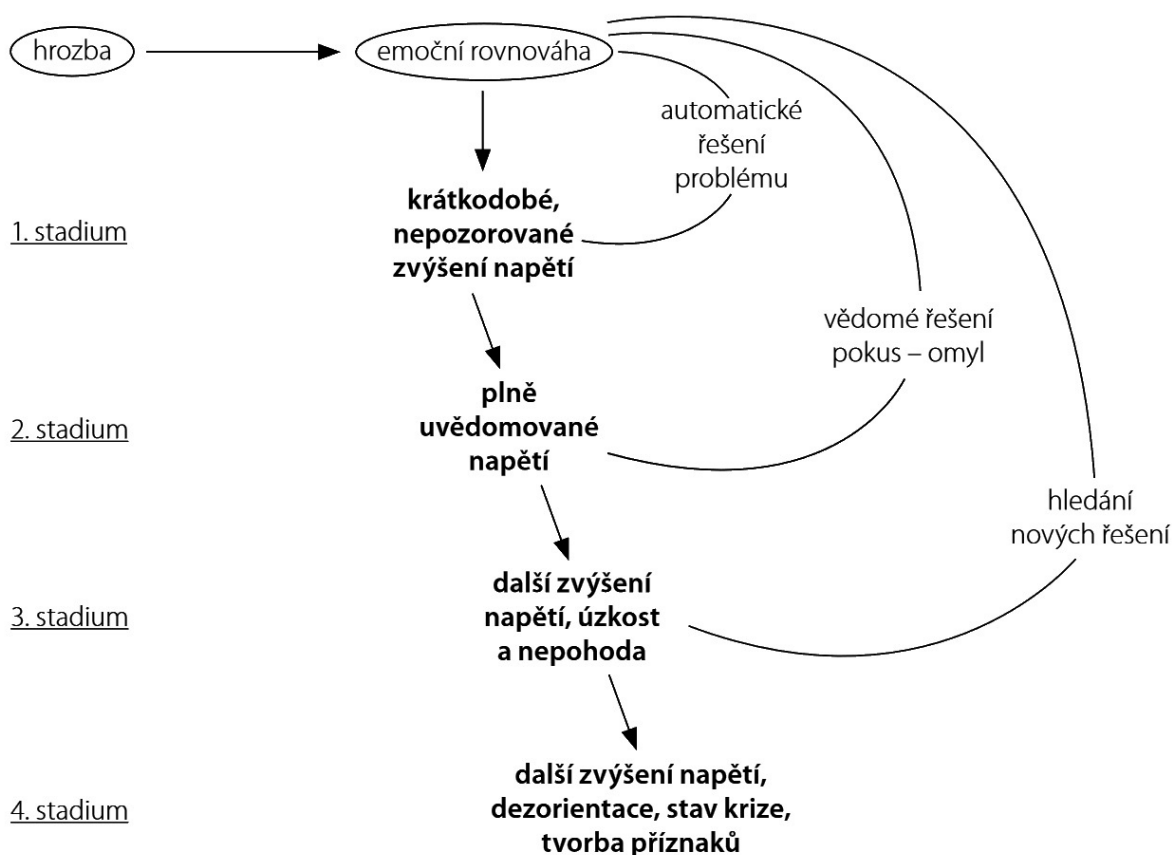 hrozba
emoční rovnováha
automatické
řešení
problému
1. stadium
krátkodobé,
nepozorované
zvýšení napětí
vědomé řešení
pokus – omyl
2. stadium
plně
uvědomované
napětí
hledání
nových řešení
3. stadium
další zvýšení
napětí, úzkost
a nepohoda
4. stadium
další zvýšení napětí,
dezorientace, stav krize,
tvorba příznaků